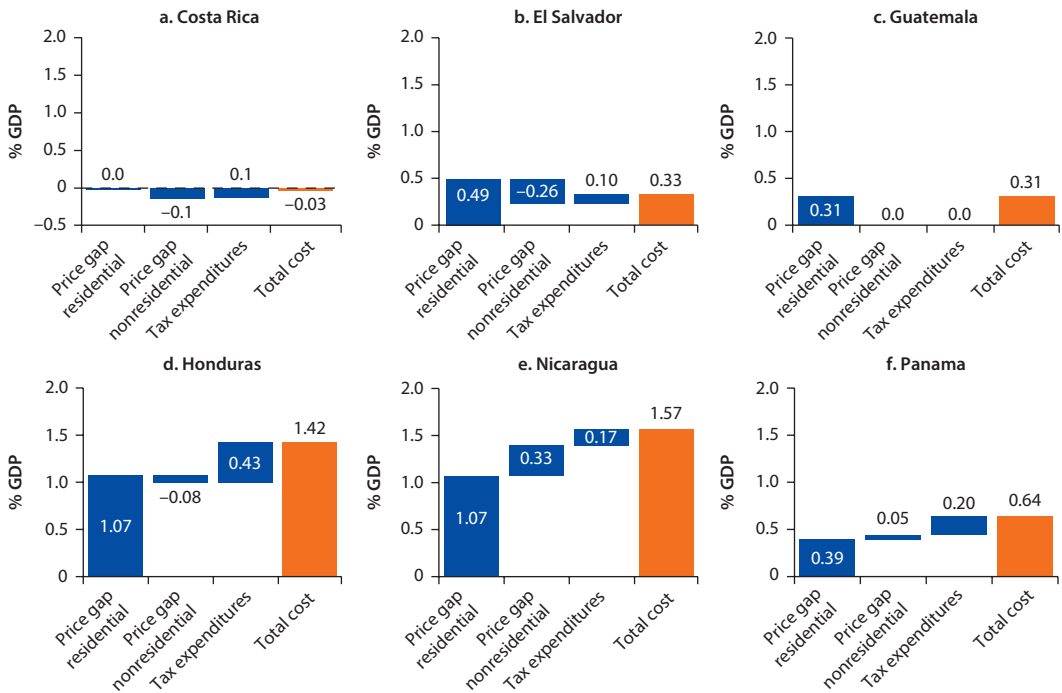 a. Costa Rica
% GDP
2.0
1.5
1.0
0.5
0
–0.5
0.0
–0.1
0.1
–0.03
Price gap
residential
Price gap
nonresidential
Tax expenditures
Total cost
b. El Salvador
% GDP
2.0
1.5
1.0
0.5
0
0.49
–0.26
0.10
0.33
Price gap
residential
Price gap
nonresidential
Tax expenditures
Total cost
c. Guatemala
% GDP
2.0
1.5
1.0
0.5
0
0.31
0.0
0.0
0.31
Price gap
residential
Price gap
nonresidential
Tax expenditures
Total cost
d. Honduras
% GDP
2.0
1.5
1.0
0.5
0
1.07
–0.08
0.43
1.42
Price gap
residential
Price gap
nonresidential
Tax expenditures
Total cost
e. Nicaragua
% GDP
2.0
1.5
1.0
0.5
0
1.07
0.33
0.17
1.57
Price gap
residential
Price gap
nonresidential
Tax expenditures
Total cost
f. Panama
% GDP
2.0
1.5
1.0
0.5
0
0.39
0.05
0.20
0.64
Price gap
residential
Price gap
nonresidential
Tax expenditures
Total cost